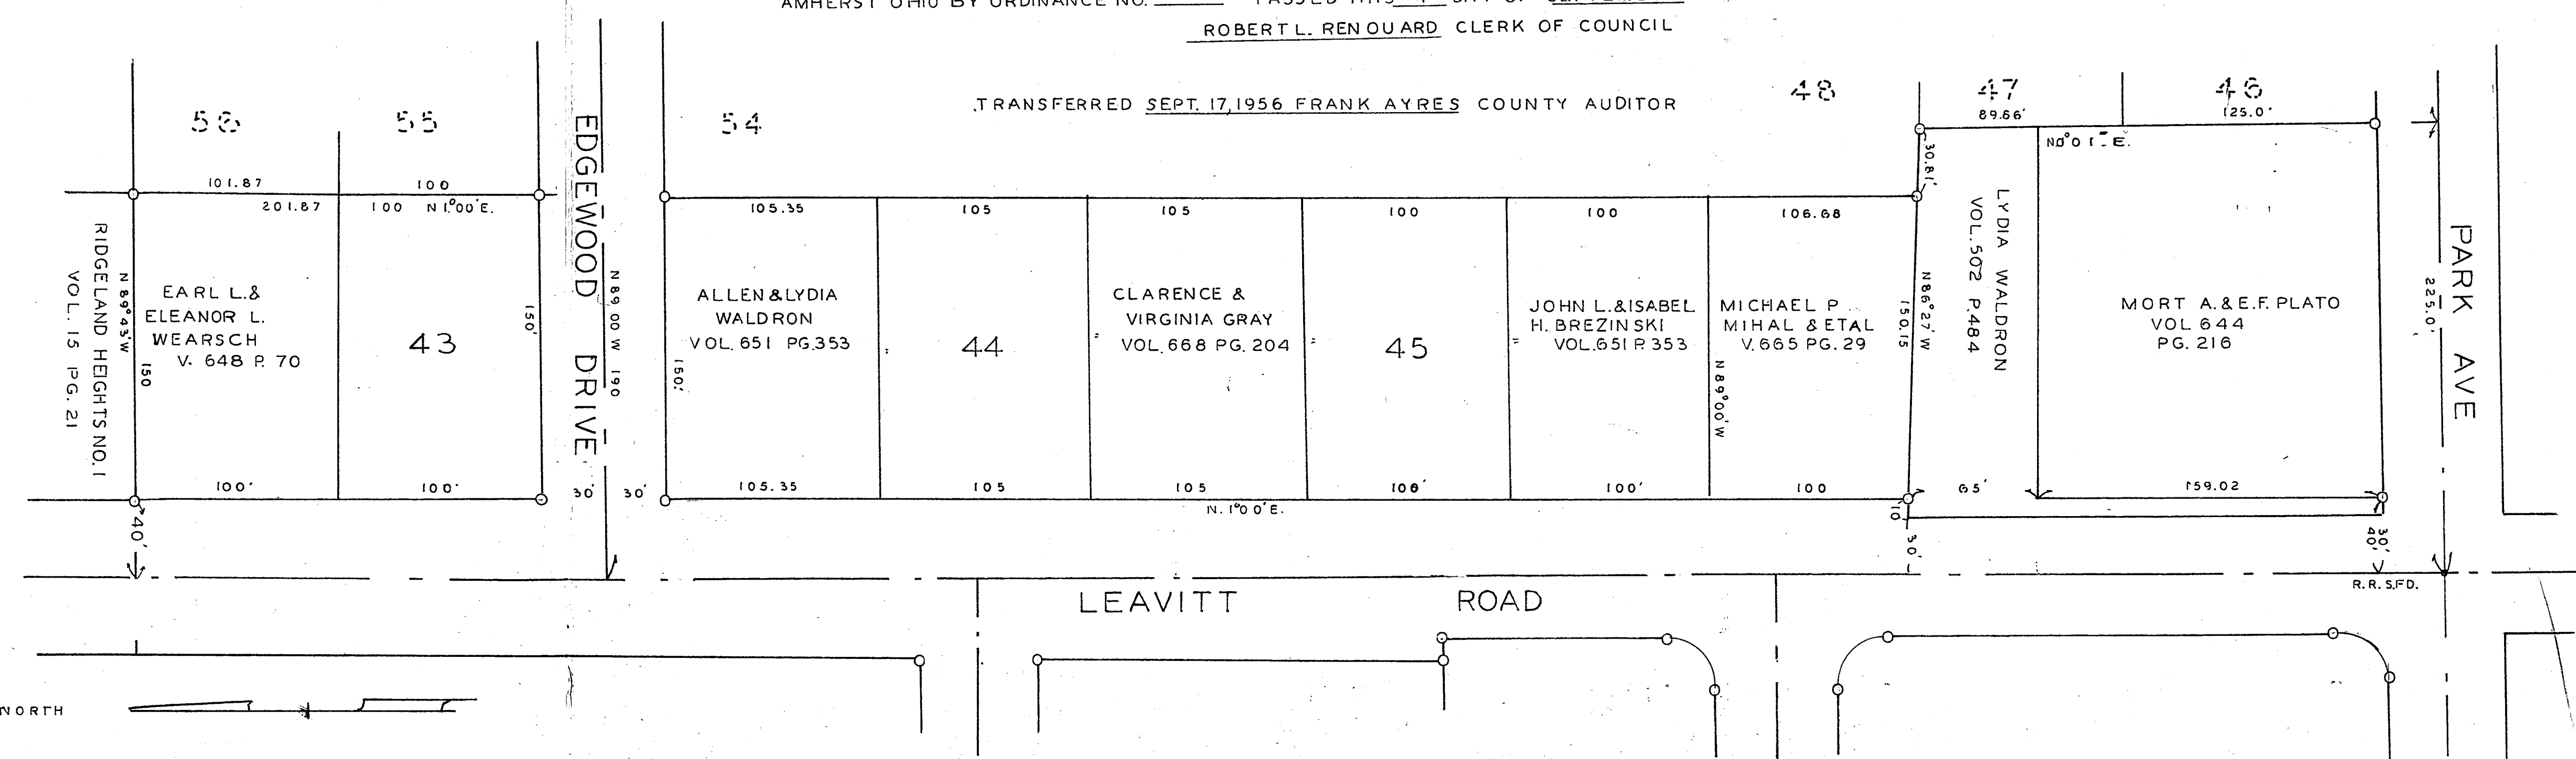 AMHERST OHIO BY ORDINANCE NO.
ROBERT L. RENOUARD CLERK OF COUNCIL
TRANSFERRED SEPT. 17, 1956 FRANK AYRES COUNTY AUDITOR
56
55
54
48
47
46
101.87
100
201.87
100 N 1°00' E.
RIDGELAND HEIGHTS NO. 1
VOL. 15 PG. 21
N 89°43' W
150
EARL L. &
ELEANOR L.
WEARSCH
V. 648 P. 70
43
150'
100'
100'
40'
EDGEWOOD DRIVE
N 89 00 W 190
30'
30'
105.35
105
105
100
100
106.68
150'
ALLEN & LYDIA
WALDRON
VOL. 651 PG. 353
44
CLARENCE &
VIRGINIA GRAY
VOL. 668 PG. 204
45
JOHN L. & ISABEL
H. BREZINSKI
VOL. 651 P. 353
N 89°00' W
MICHAEL P.
MIHAL & ETAL
V. 665 PG. 29
105.35
105
105
100'
100'
100
N. 1°00' E.
30.81'
N 86°27' W
150.15
89.66'
125.0'
LYDIA WALDRON
VOL. 502 P. 484
MORT A. & E.F. PLATO
VOL 644
PG. 216
65'
159.02
10'
30'
30'
40'
PARK AVE
225.0'
R.R.S.FD.
LEAVITT ROAD
NORTH